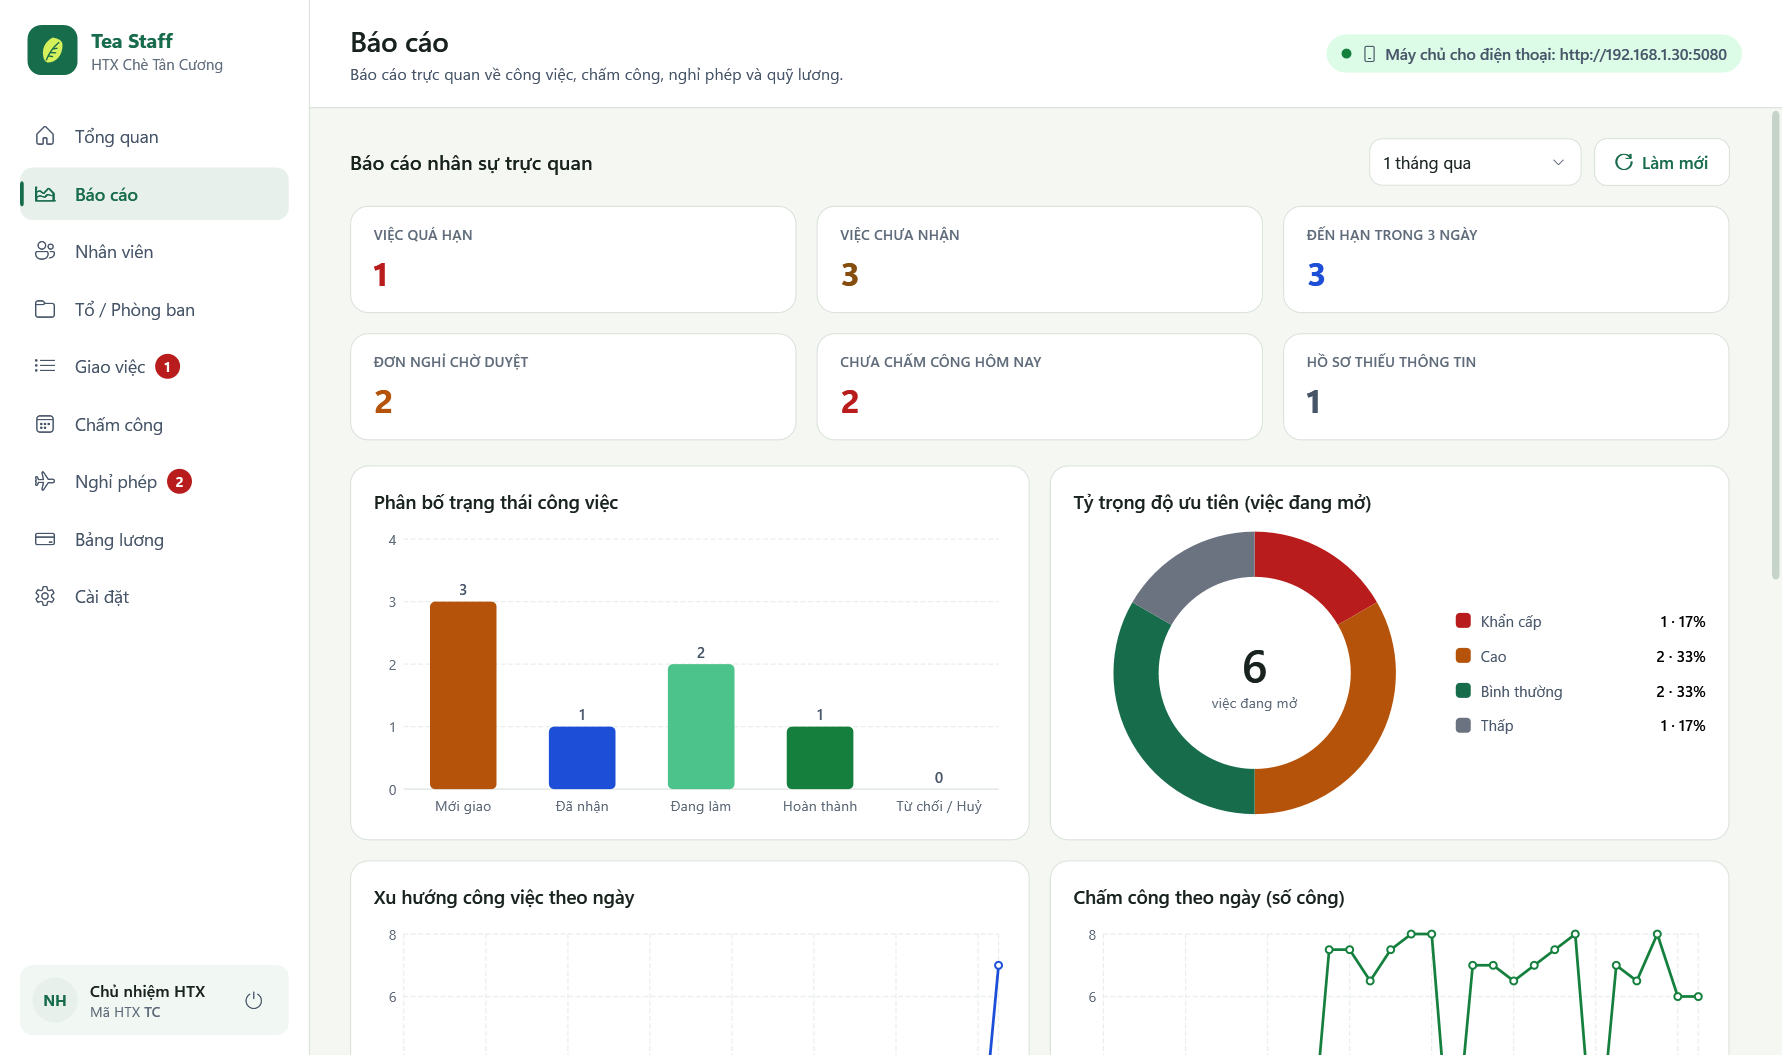 Tea Staff
HTX Chè Tân Cương
Tổng quan
Báo cáo
Nhân viên
Tổ / Phòng ban
Giao việc 1
Chấm công
Nghỉ phép 2
Bảng lương
Cài đặt
NH
Chủ nhiệm HTX
Mã HTX TC
Báo cáo
Báo cáo trực quan về công việc, chấm công, nghỉ phép và quỹ lương.
Máy chủ cho điện thoại: http://192.168.1.30:5080
Báo cáo nhân sự trực quan
1 tháng qua
Làm mới
VIỆC QUÁ HẠN
1
VIỆC CHƯA NHẬN
3
ĐẾN HẠN TRONG 3 NGÀY
3
ĐƠN NGHỈ CHỜ DUYỆT
2
CHƯA CHẤM CÔNG HÔM NAY
2
HỒ SƠ THIẾU THÔNG TIN
1
Phân bố trạng thái công việc
4
3
2
1
0
3
1
2
1
0
Mới giao
Đã nhận
Đang làm
Hoàn thành
Từ chối / Huỷ
Tỷ trọng độ ưu tiên (việc đang mở)
6
việc đang mở
Khẩn cấp 1 · 17%
Cao 2 · 33%
Bình thường 2 · 33%
Thấp 1 · 17%
Xu hướng công việc theo ngày
8
6
Chấm công theo ngày (số công)
8
6